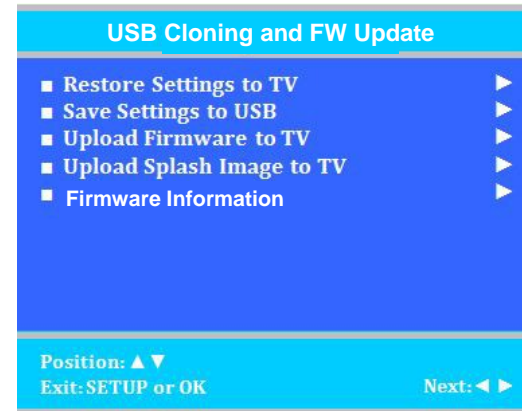 USB Cloning and FW Update
■ Restore Settings to TV ▶
■ Save Settings to USB ▶
■ Upload Firmware to TV ▶
■ Upload Splash Image to TV ▶
■ Firmware Information ▶
Position: ▲ ▼
Exit: SETUP or OK Next: ◀ ▶